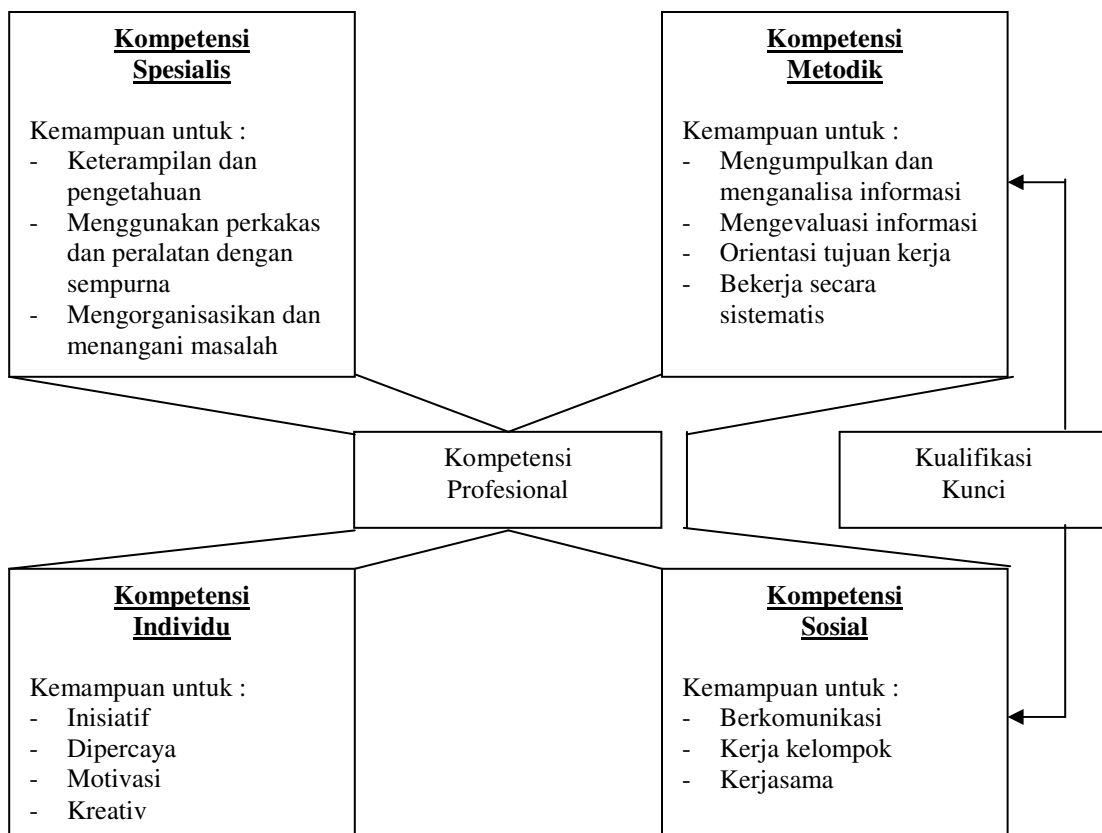 Kompetensi
Spesialis
Kemampuan untuk :
- Keterampilan dan
pengetahuan
- Menggunakan perkakas
dan peralatan dengan
sempurna
- Mengorganisasikan dan
menangani masalah
Kompetensi
Metodik
Kemampuan untuk :
- Mengumpulkan dan
menganalisa informasi
- Mengevaluasi informasi
- Orientasi tujuan kerja
- Bekerja secara
sistematis
Kompetensi
Profesional
Kualifikasi
Kunci
Kompetensi
Individu
Kemampuan untuk :
- Inisiatif
- Dipercaya
- Motivasi
- Kreativ
Kompetensi
Sosial
Kemampuan untuk :
- Berkomunikasi
- Kerja kelompok
- Kerjasama